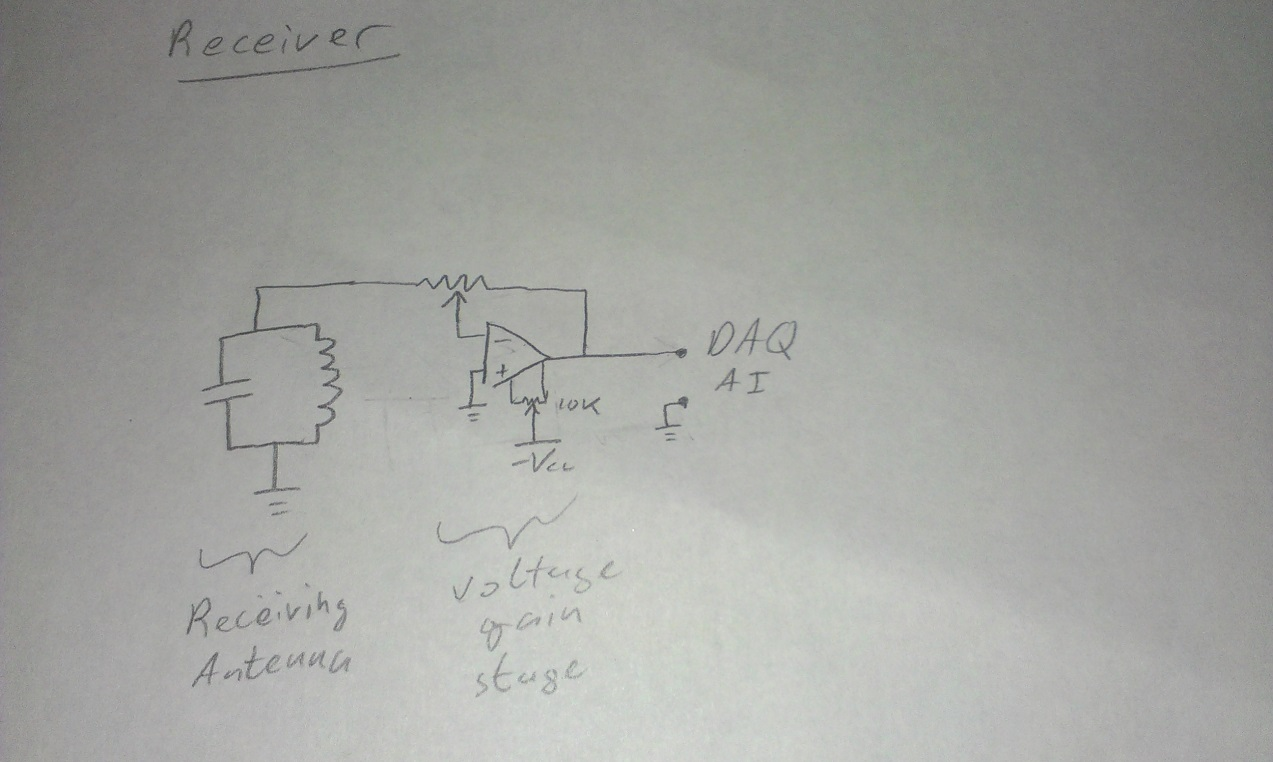 Receiver
−
+
10K
-Vcc
DAQ
AI
Receiving
Antenna
voltage
gain
stage